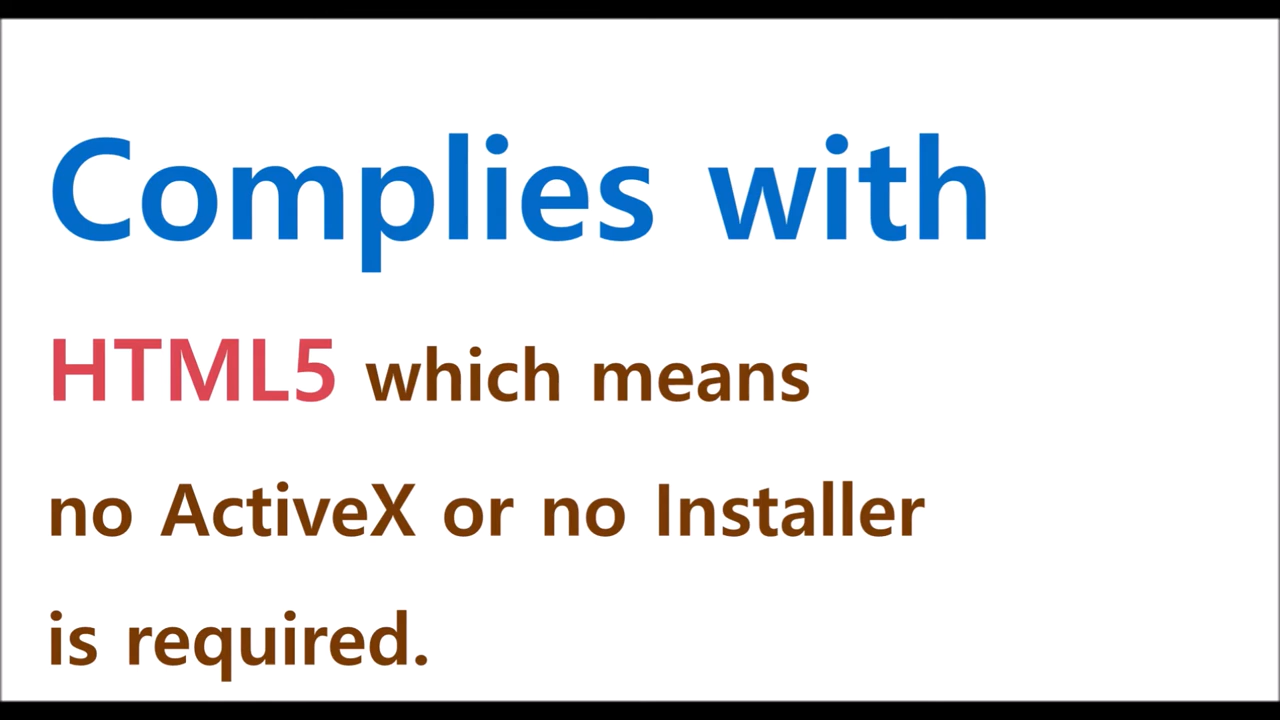 Complies with
HTML5 which means
no ActiveX or no Installer
is required.